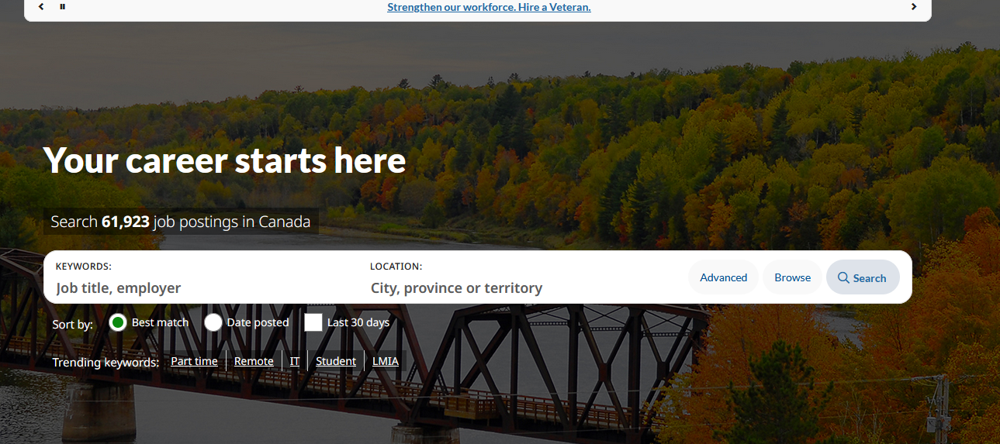 Strengthen our workforce. Hire a Veteran.
Your career starts here
Search 61,923 job postings in Canada
KEYWORDS:
LOCATION:
Job title, employer
City, province or territory
Advanced
Browse
Search
Sort by:
Best match
Date posted
Last 30 days
Trending keywords:
Part time
Remote
IT
Student
LMIA